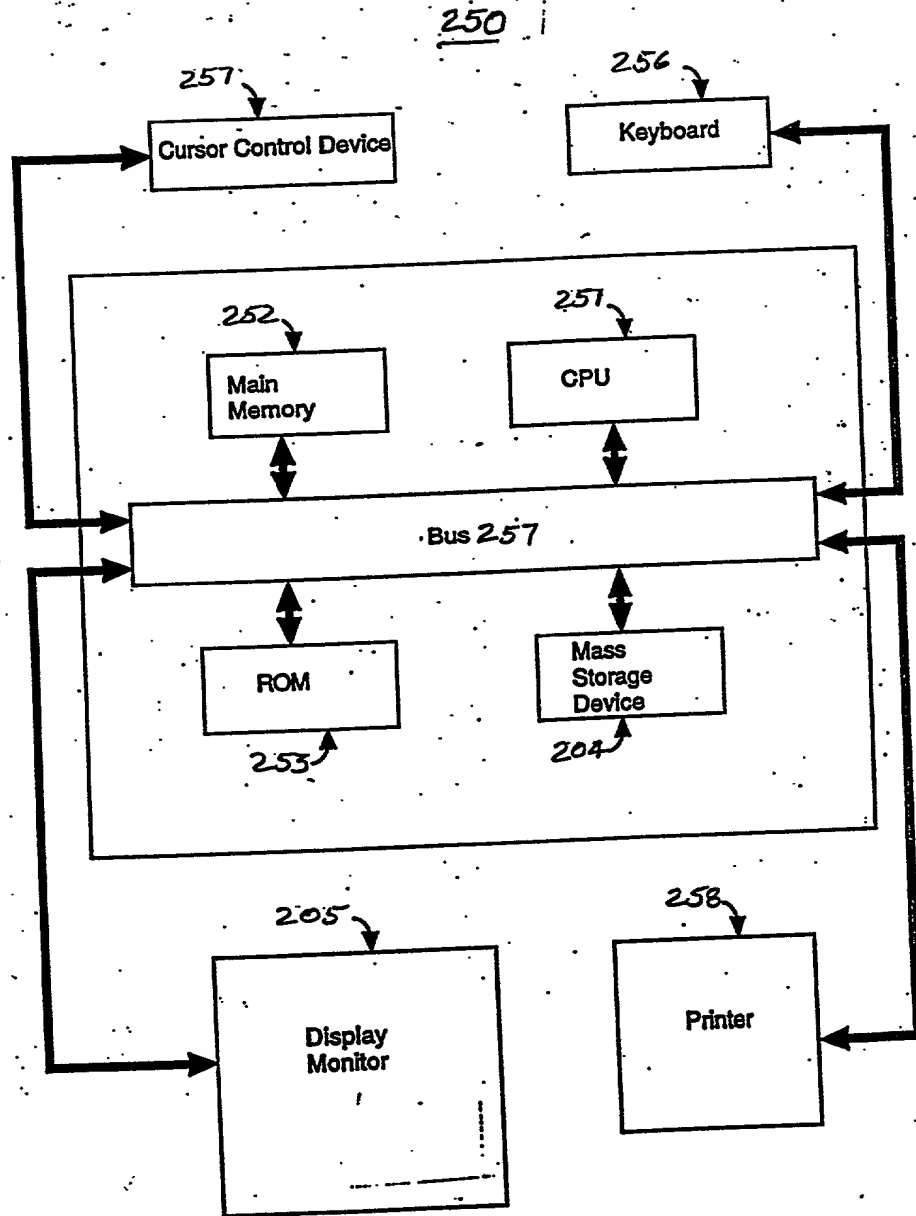 250
257
256
Cursor Control Device
Keyboard
252
251
Main
Memory
CPU
Bus 257
ROM
Mass
Storage
Device
253
204
205
258
Display
Monitor
Printer